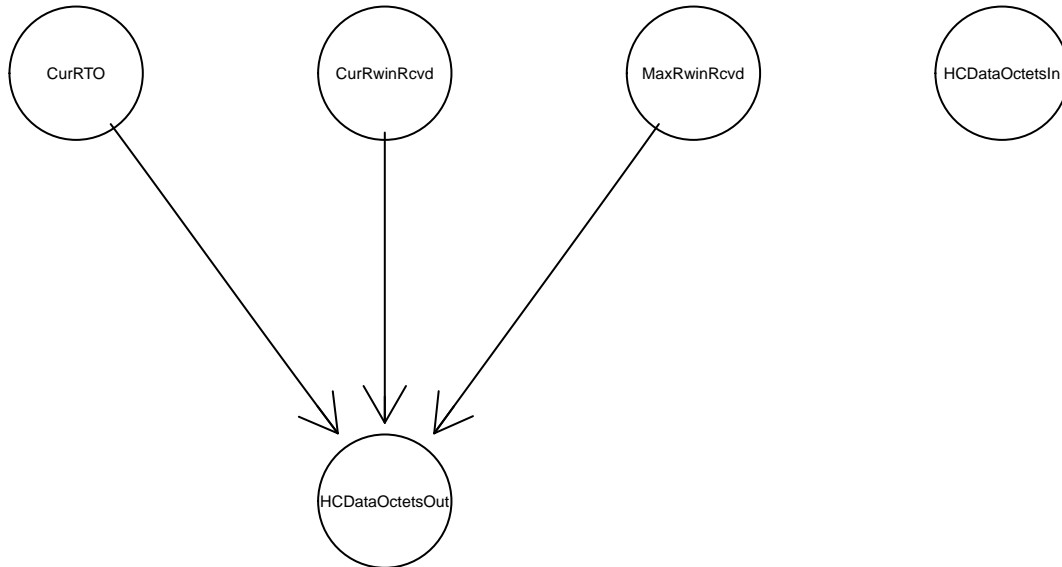 CurRTO
CurRwinRcvd
MaxRwinRcvd
HCDataOctetsIn
HCDataOctetsOut